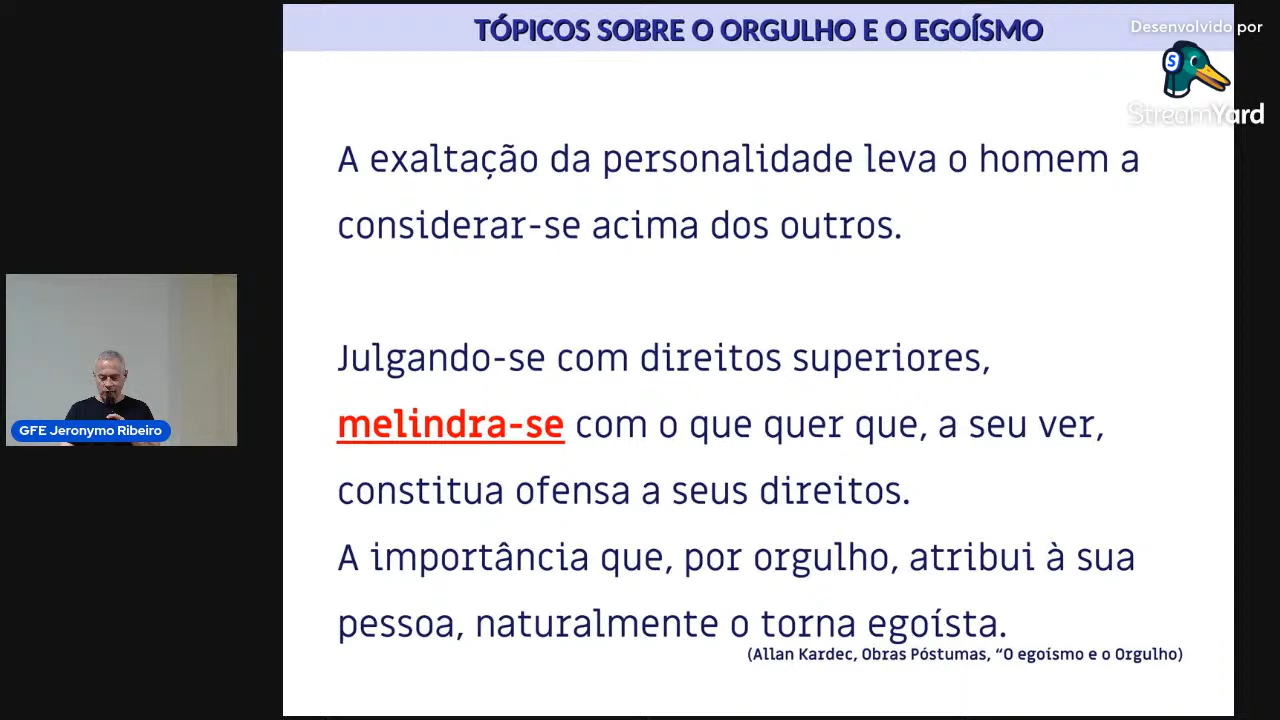 TÓPICOS SOBRE O ORGULHO E O EGOÍSMO
Desenvolvido por
S
StreamYard
A exaltação da personalidade leva o homem a
considerar-se acima dos outros.
Julgando-se com direitos superiores,
melindra-se com o que quer que, a seu ver,
constitua ofensa a seus direitos.
A importância que, por orgulho, atribui à sua
pessoa, naturalmente o torna egoísta.
(Allan Kardec, Obras Póstumas, “O egoísmo e o Orgulho)
GFE Jeronymo Ribeiro